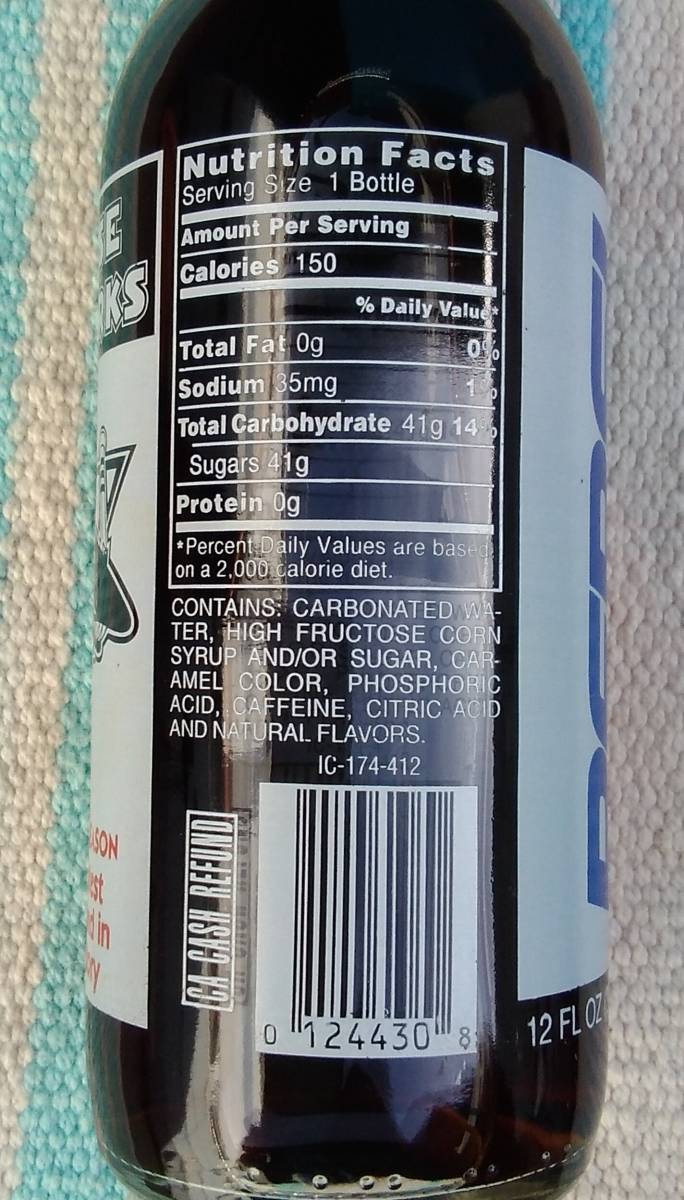 Nutrition Facts
Serving Size 1 Bottle
Amount Per Serving
Calories 150
% Daily Value*
Total Fat 0g 0%
Sodium 35mg 1%
Total Carbohydrate 41g 14%
Sugars 41g
Protein 0g
*Percent Daily Values are based
on a 2,000 calorie diet.
CONTAINS: CARBONATED WA-
TER, HIGH FRUCTOSE CORN
SYRUP AND/OR SUGAR, CAR-
AMEL COLOR, PHOSPHORIC
ACID, CAFFEINE, CITRIC ACID
AND NATURAL FLAVORS.
IC-174-412
CA CASH REFUND
0 124430 8
12 FL OZ